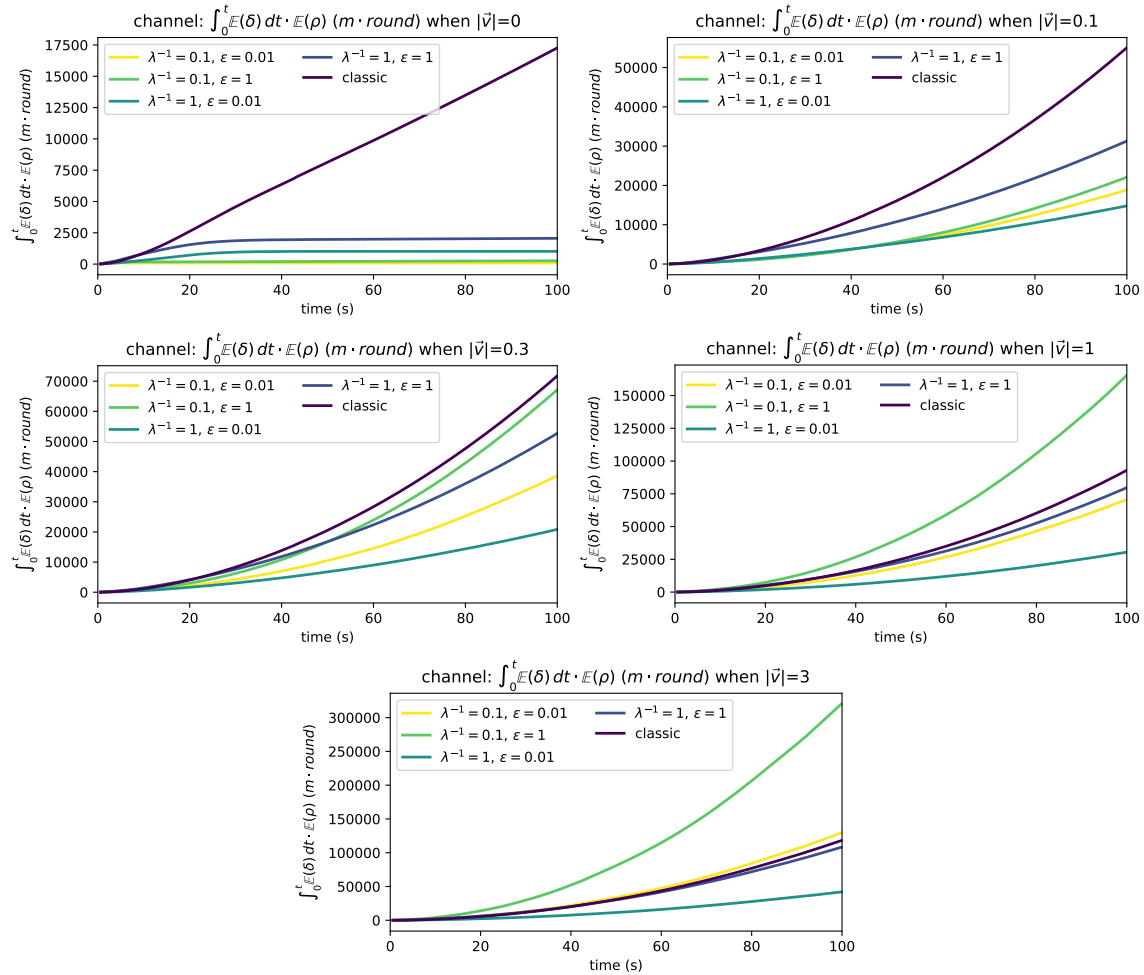 channel: ∫₀ᵗ𝔼(δ) dt · 𝔼(ρ) (m · round) when |v⃗|=0
∫₀ᵗ𝔼(δ) dt · 𝔼(ρ) (m · round)
λ⁻¹ = 0.1, ε = 0.01
λ⁻¹ = 0.1, ε = 1
λ⁻¹ = 1, ε = 0.01
λ⁻¹ = 1, ε = 1
classic
17500
15000
12500
10000
7500
5000
2500
0
0 20 40 60 80 100
time (s)
channel: ∫₀ᵗ𝔼(δ) dt · 𝔼(ρ) (m · round) when |v⃗|=0.1
∫₀ᵗ𝔼(δ) dt · 𝔼(ρ) (m · round)
λ⁻¹ = 0.1, ε = 0.01
λ⁻¹ = 0.1, ε = 1
λ⁻¹ = 1, ε = 0.01
λ⁻¹ = 1, ε = 1
classic
50000
40000
30000
20000
10000
0
0 20 40 60 80 100
time (s)
channel: ∫₀ᵗ𝔼(δ) dt · 𝔼(ρ) (m · round) when |v⃗|=0.3
∫₀ᵗ𝔼(δ) dt · 𝔼(ρ) (m · round)
λ⁻¹ = 0.1, ε = 0.01
λ⁻¹ = 0.1, ε = 1
λ⁻¹ = 1, ε = 0.01
λ⁻¹ = 1, ε = 1
classic
70000
60000
50000
40000
30000
20000
10000
0
0 20 40 60 80 100
time (s)
channel: ∫₀ᵗ𝔼(δ) dt · 𝔼(ρ) (m · round) when |v⃗|=1
∫₀ᵗ𝔼(δ) dt · 𝔼(ρ) (m · round)
λ⁻¹ = 0.1, ε = 0.01
λ⁻¹ = 0.1, ε = 1
λ⁻¹ = 1, ε = 0.01
λ⁻¹ = 1, ε = 1
classic
150000
125000
100000
75000
50000
25000
0
0 20 40 60 80 100
time (s)
channel: ∫₀ᵗ𝔼(δ) dt · 𝔼(ρ) (m · round) when |v⃗|=3
∫₀ᵗ𝔼(δ) dt · 𝔼(ρ) (m · round)
λ⁻¹ = 0.1, ε = 0.01
λ⁻¹ = 0.1, ε = 1
λ⁻¹ = 1, ε = 0.01
λ⁻¹ = 1, ε = 1
classic
300000
250000
200000
150000
100000
50000
0
0 20 40 60 80 100
time (s)